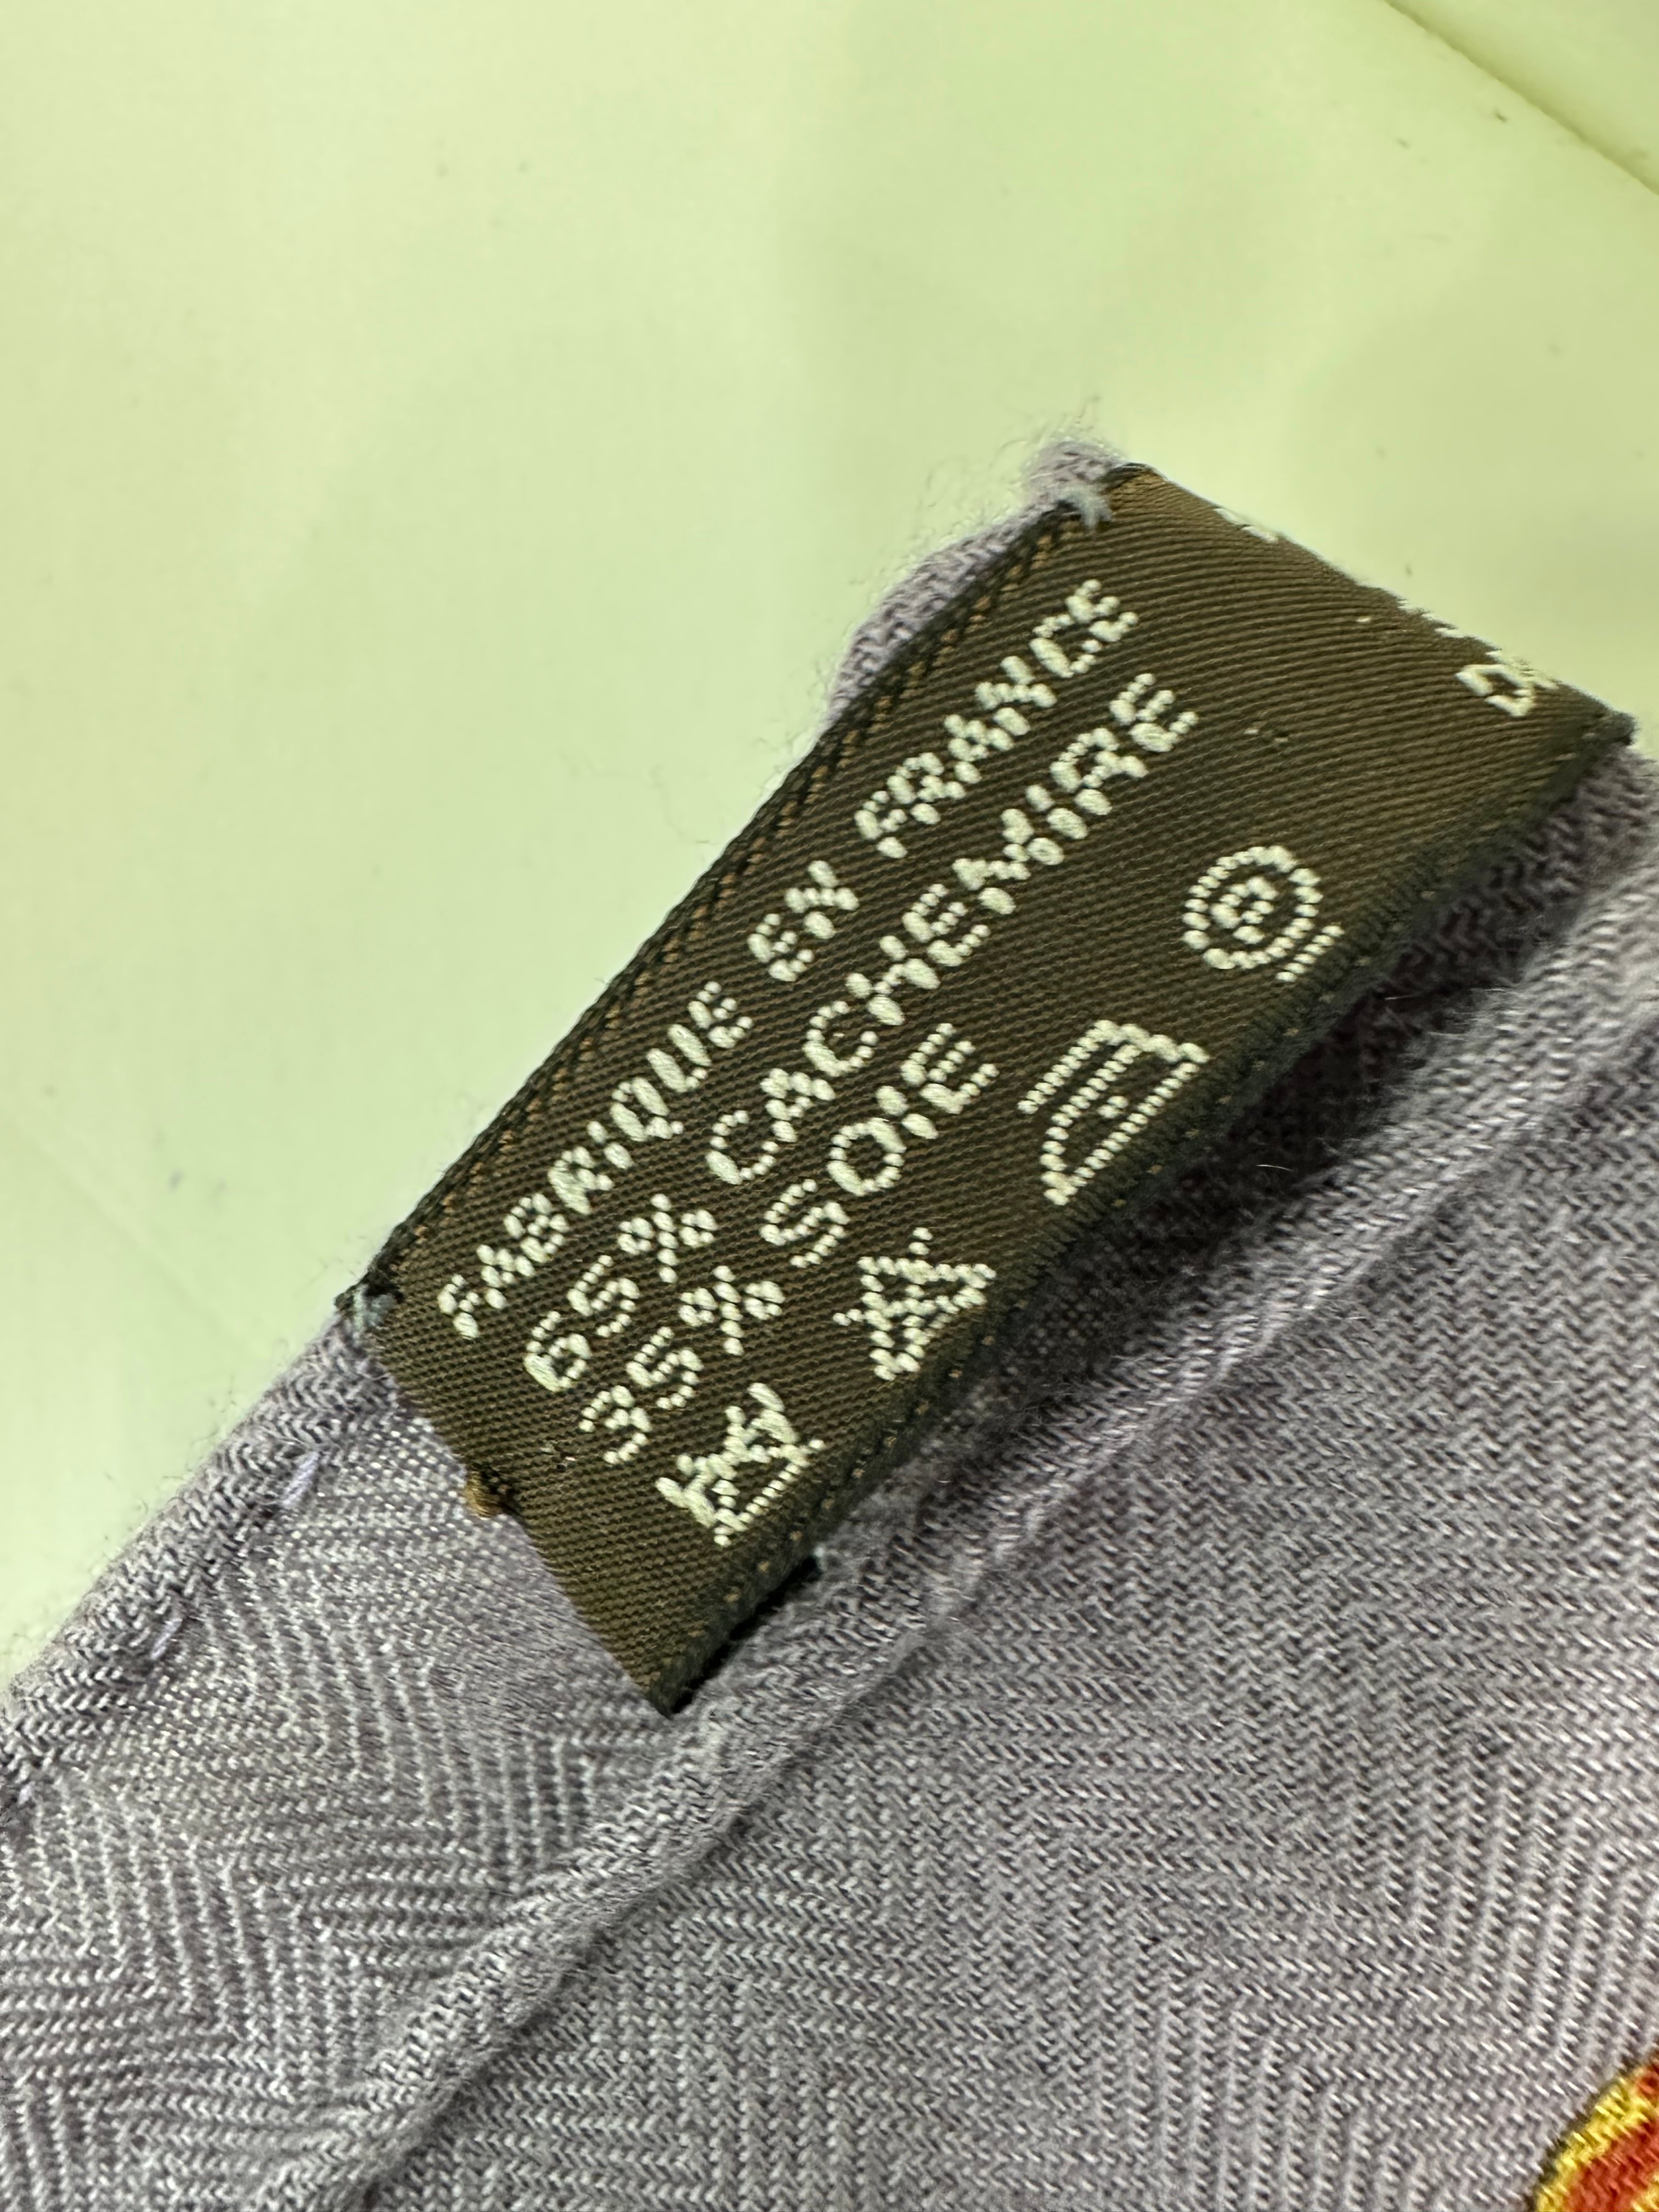 FABRIQUE EN FRANCE
65% CACHEMIRE
35% SOIE
P